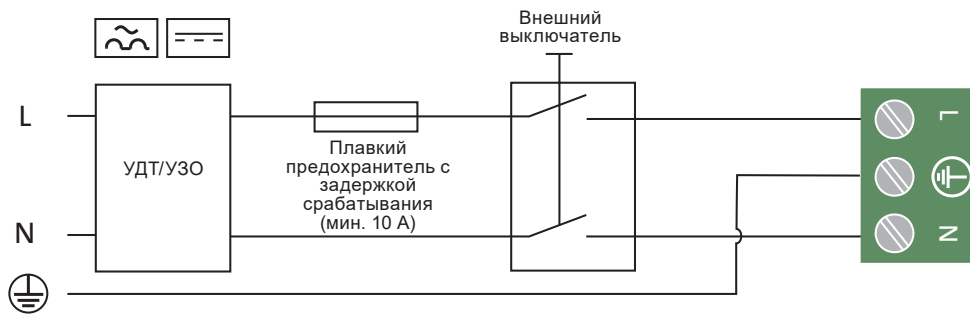 Внешний
выключатель
L
УДТ/УЗО
Плавкий
предохранитель с
задержкой
срабатывания
(мин. 10 А)
N
L
N